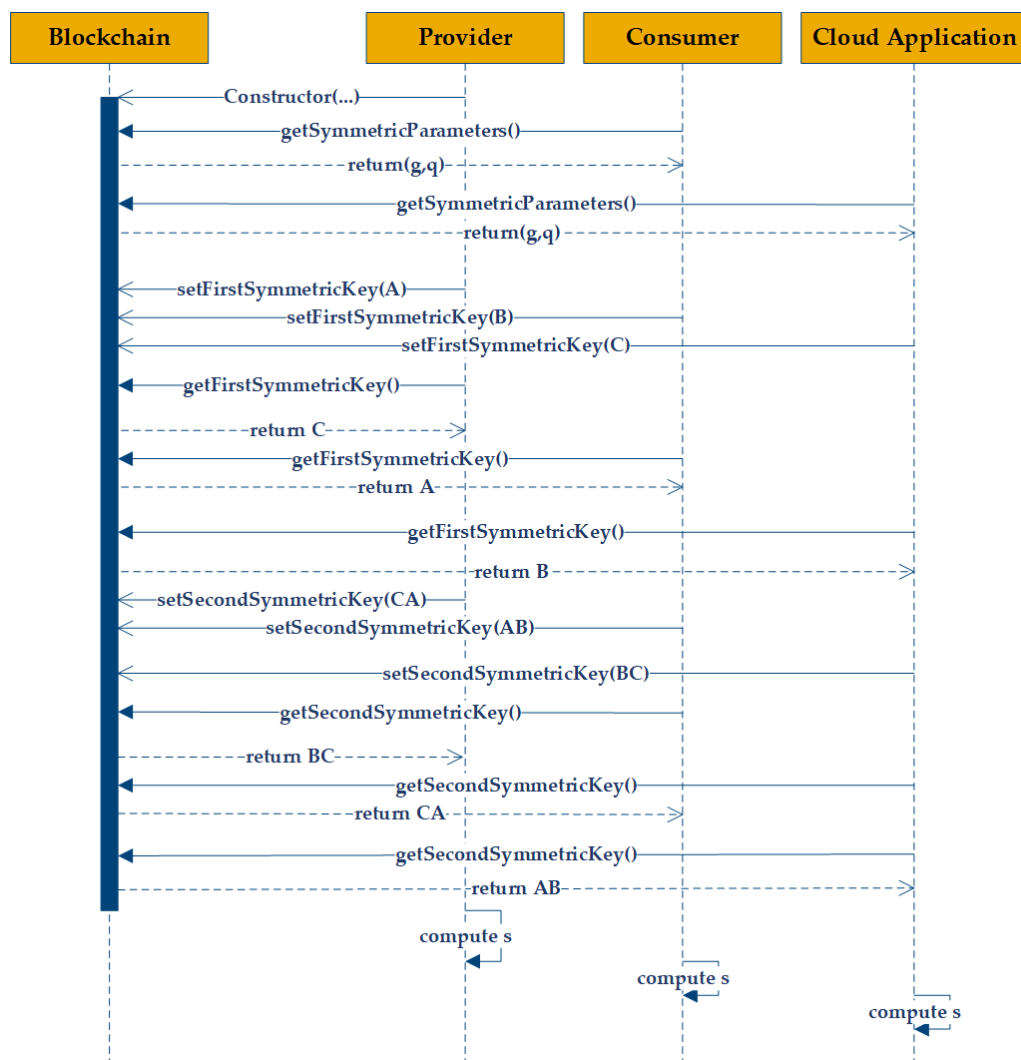 Blockchain
Provider
Consumer
Cloud Application
Constructor(...)
getSymmetricParameters()
return(g,q)
getSymmetricParameters()
return(g,q)
setFirstSymmetricKey(A)
setFirstSymmetricKey(B)
setFirstSymmetricKey(C)
getFirstSymmetricKey()
return C
getFirstSymmetricKey()
return A
getFirstSymmetricKey()
return B
setSecondSymmetricKey(CA)
setSecondSymmetricKey(AB)
setSecondSymmetricKey(BC)
getSecondSymmetricKey()
return BC
getSecondSymmetricKey()
return CA
getSecondSymmetricKey()
return AB
compute s
compute s
compute s